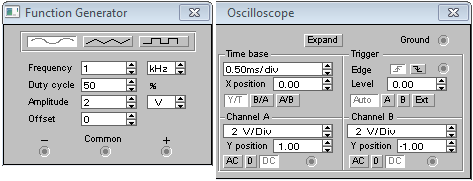 Function Generator
Frequency 1 kHz
Duty cycle 50 %
Amplitude 2 V
Offset 0
− Common +
Oscilloscope
Expand Ground
Time base
0.50ms/div
X position 0.00
Y/T B/A A/B
Trigger
Edge
Level 0.00
Auto A B Ext
Channel A
2 V/Div
Y position 1.00
AC 0 DC
Channel B
2 V/Div
Y position -1.00
AC 0 DC